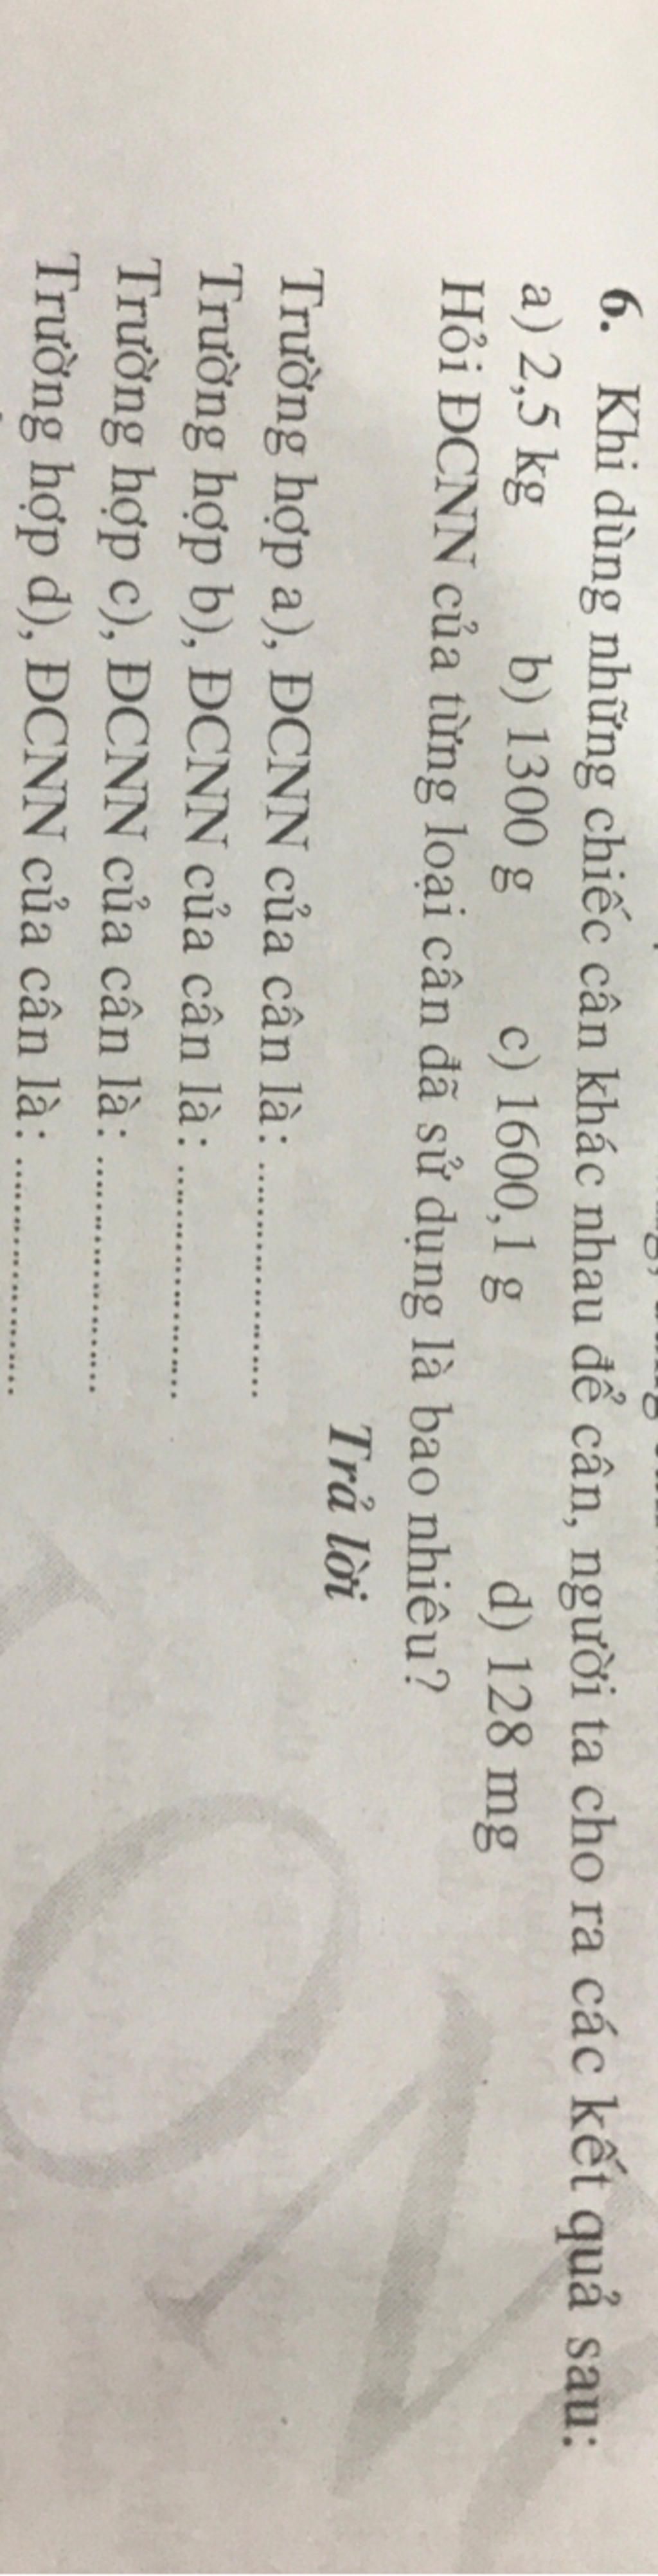 6. Khi dùng những chiếc cân khác nhau để cân, người ta cho ra các kết quả sau:
a) 2,5 kg b) 1300 g c) 1600,1 g d) 128 mg
Hỏi ĐCNN của từng loại cân đã sử dụng là bao nhiêu?
Trả lời
Trường hợp a), ĐCNN của cân là: ....................
Trường hợp b), ĐCNN của cân là: ....................
Trường hợp c), ĐCNN của cân là: ....................
Trường hợp d), ĐCNN của cân là: ....................